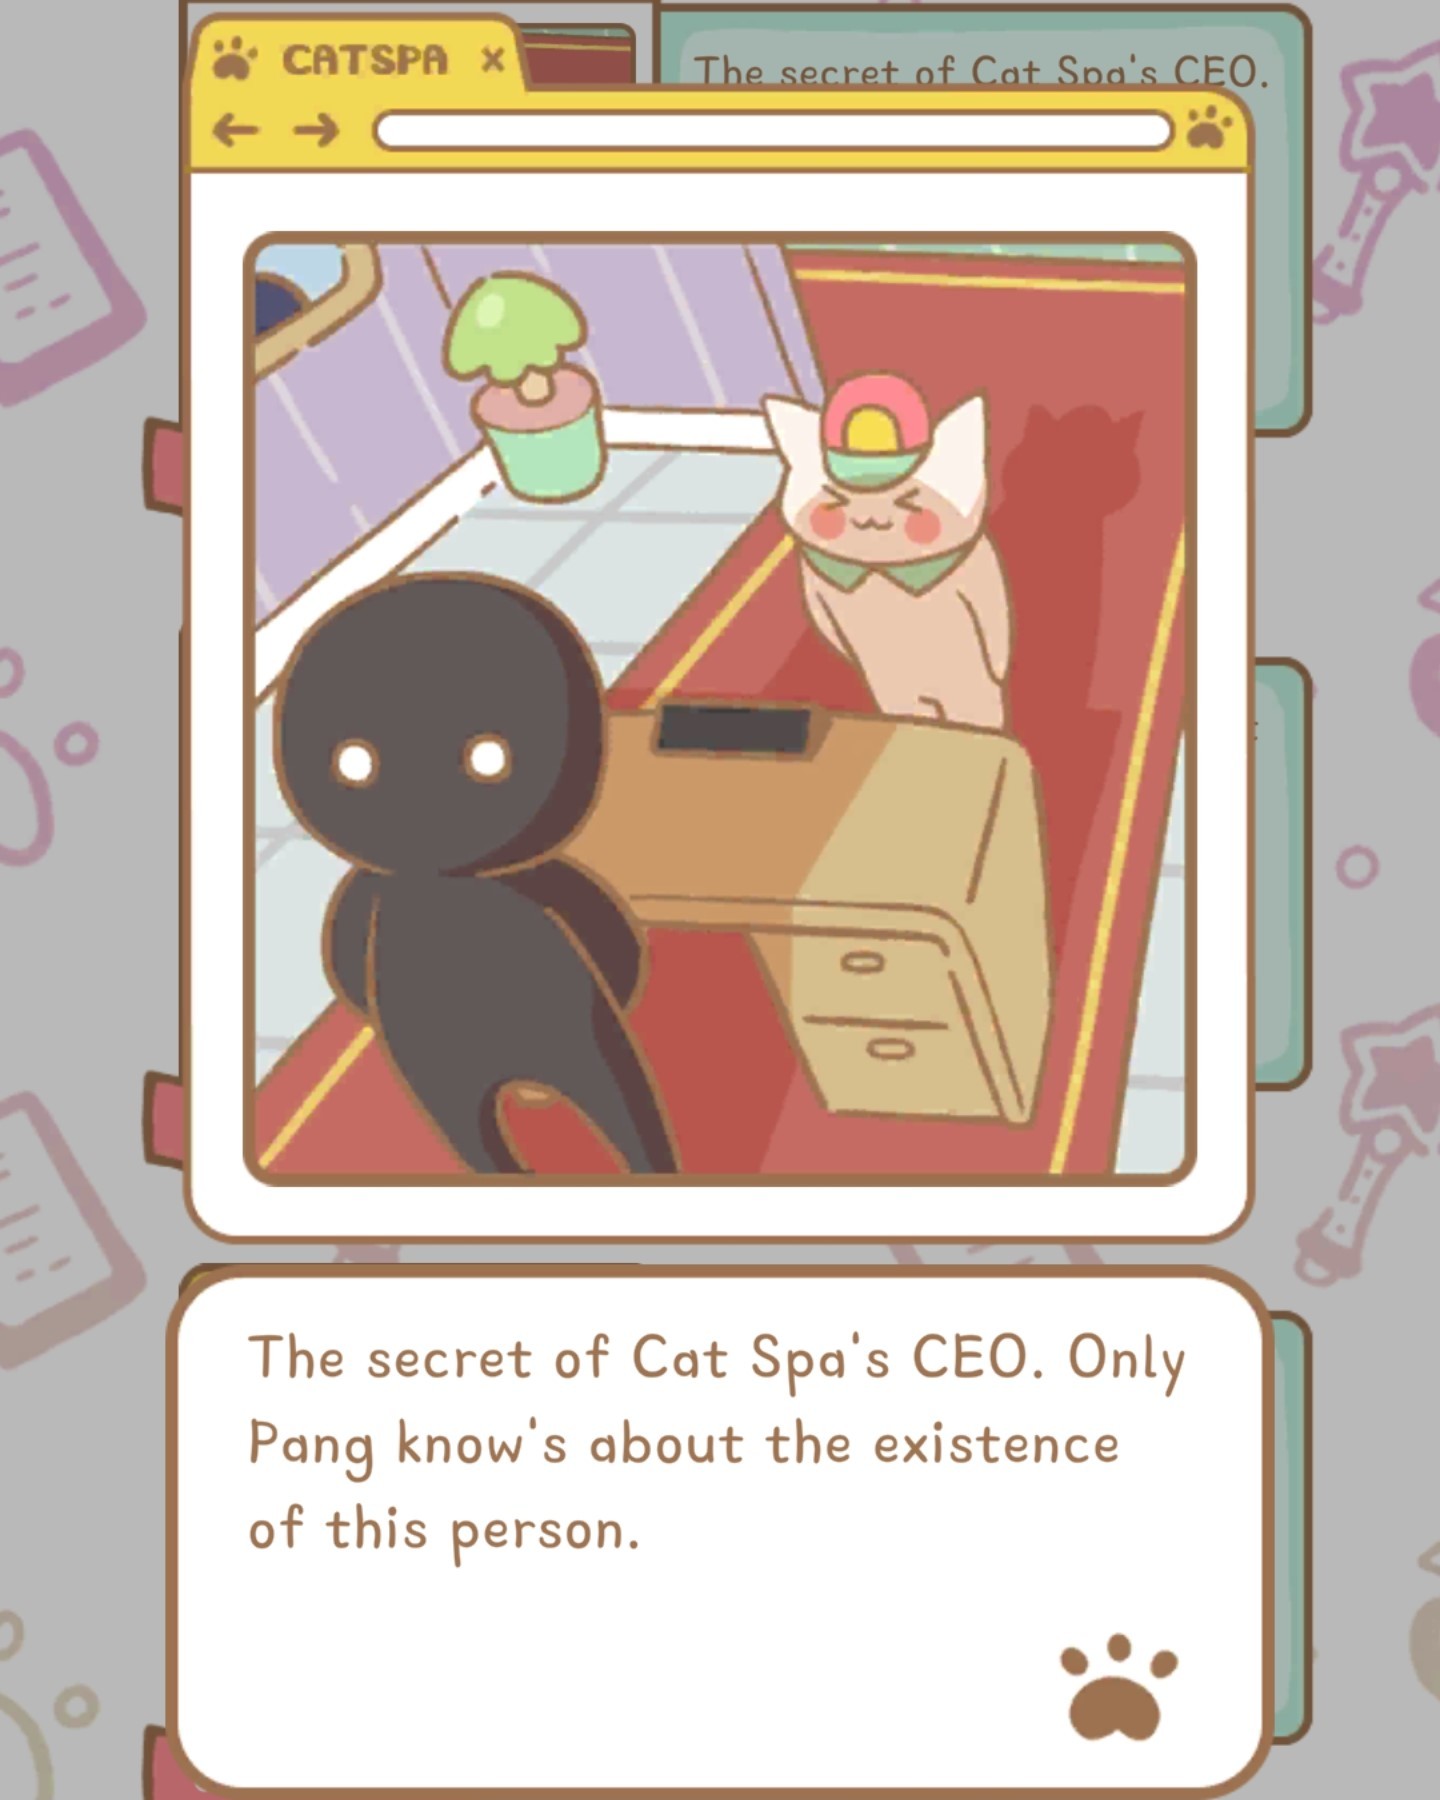 CATSPA ×
The secret of Cat Spa's CEO.
The secret of Cat Spa's CEO. Only
Pang know's about the existence
of this person.